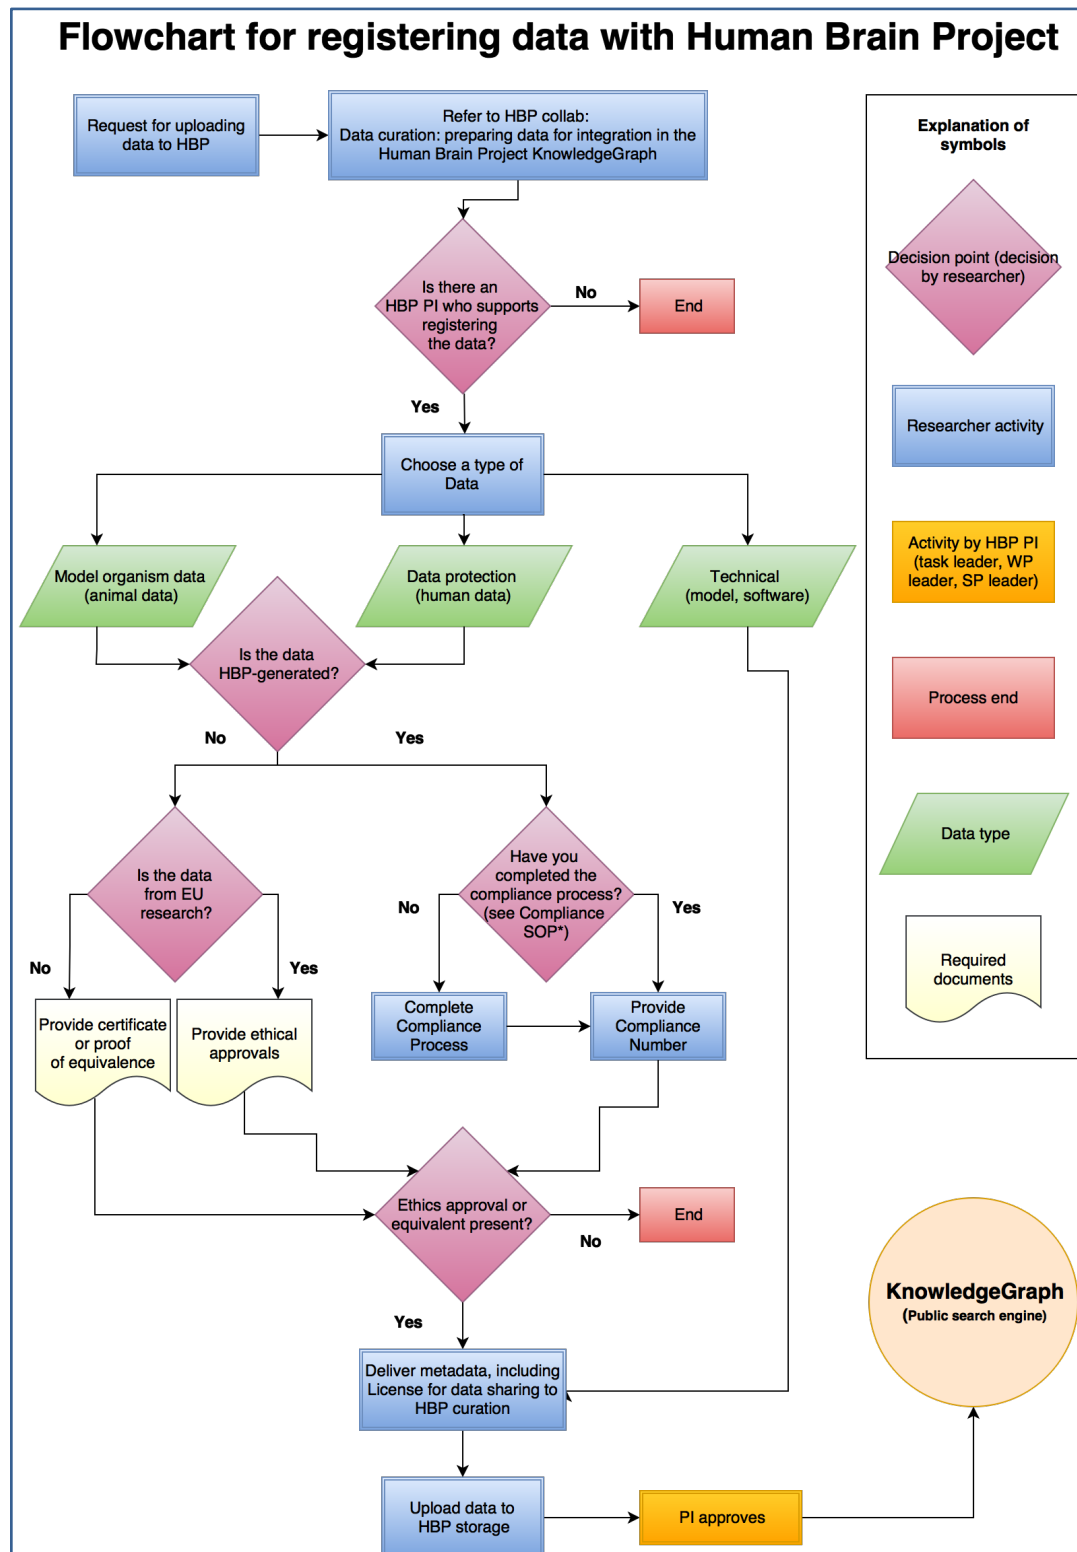 Flowchart for registering data with Human Brain Project
Request for uploading
data to HBP
Refer to HBP collab:
Data curation: preparing data for integration in the
Human Brain Project KnowledgeGraph
Is there an
HBP PI who supports
registering
the data?
No
End
Yes
Choose a type of
Data
Model organism data
(animal data)
Data protection
(human data)
Technical
(model, software)
Is the data
HBP-generated?
No
Yes
Is the data
from EU
research?
Have you
completed the
compliance process?
(see Compliance
SOP*)
No
Yes
No
Yes
Provide certificate
or proof
of equivalence
Provide ethical
approvals
Complete
Compliance
Process
Provide
Compliance
Number
Ethics approval or
equivalent present?
No
End
Yes
Deliver metadata, including
License for data sharing to
HBP curation
Upload data to
HBP storage
PI approves
KnowledgeGraph
(Public search engine)
Explanation of
symbols
Decision point (decision
by researcher)
Researcher activity
Activity by HBP PI
(task leader, WP
leader, SP leader)
Process end
Data type
Required
documents